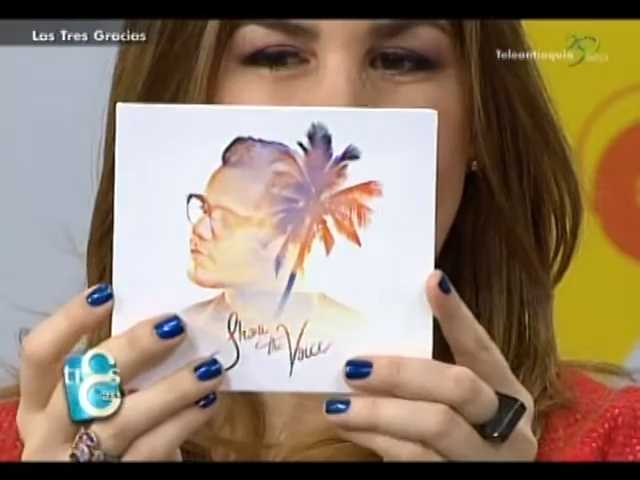 Las Tres Gracias
Teleantioquia
Show
the
Voice